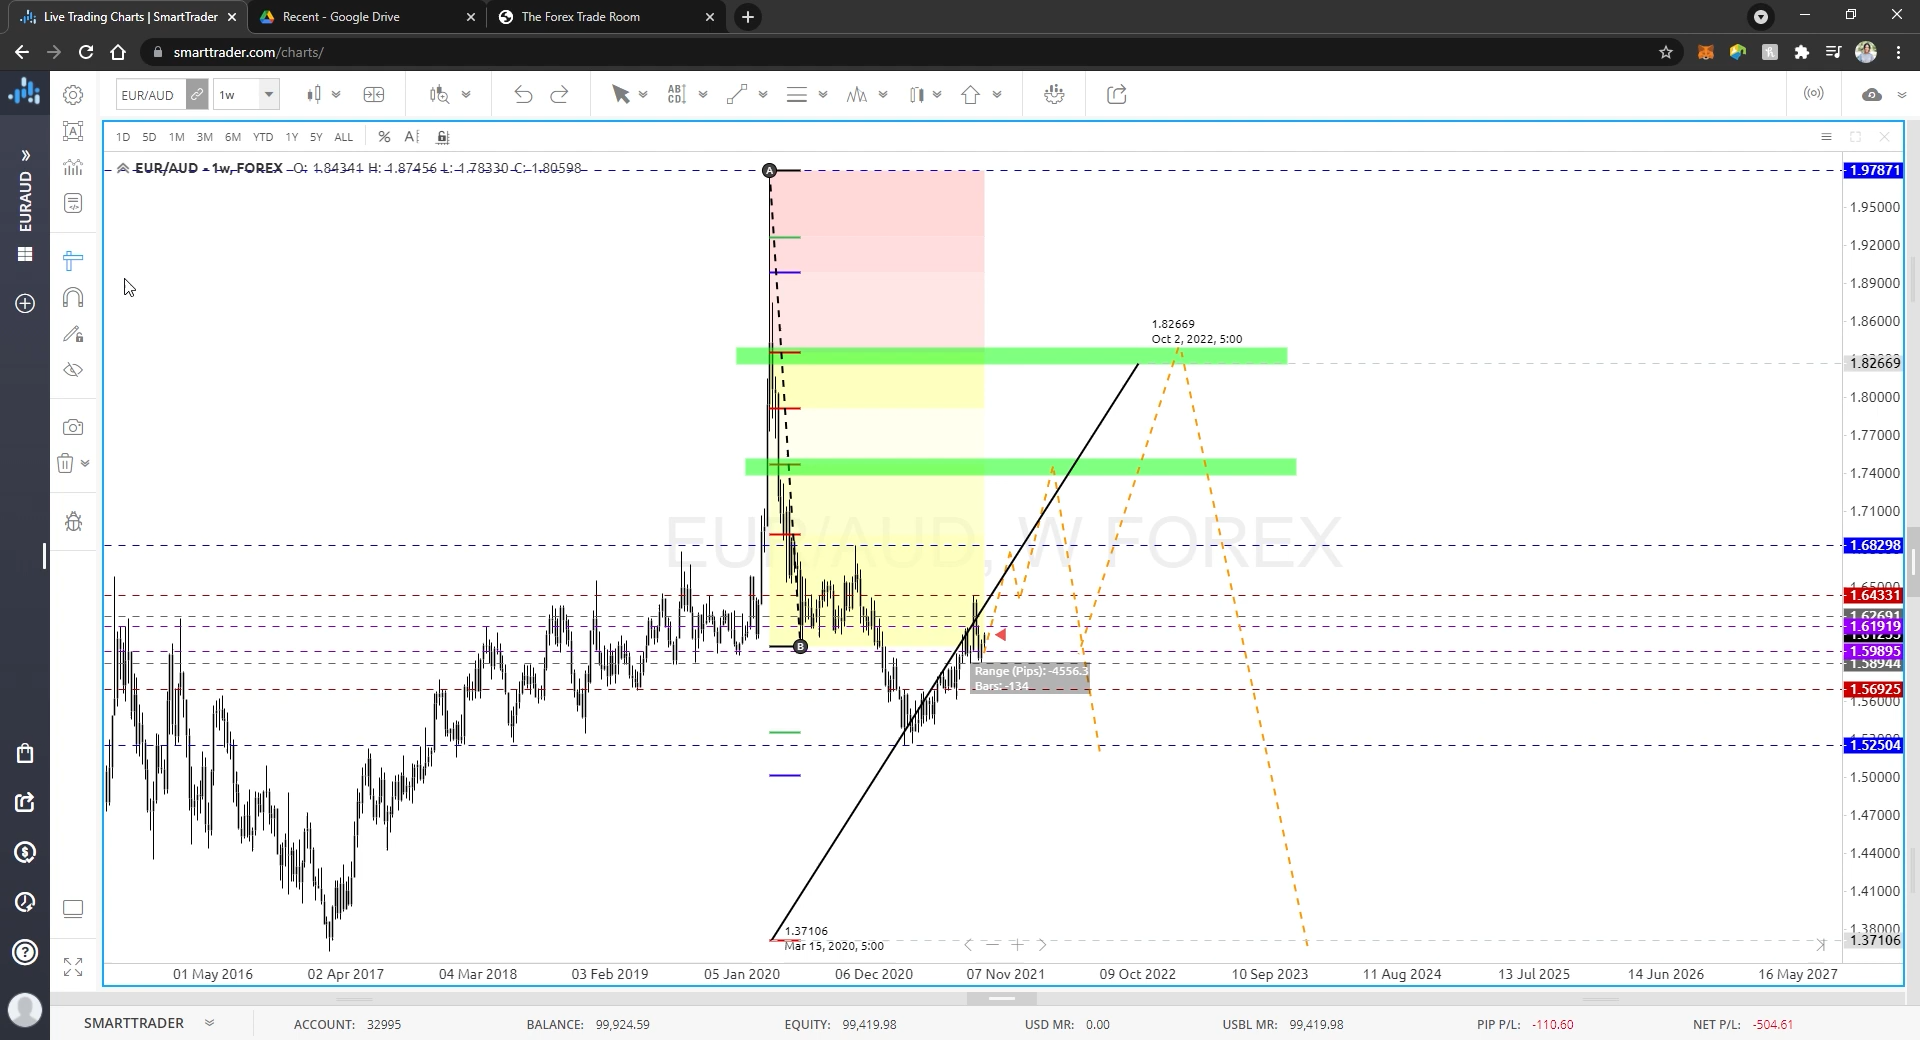 Live Trading Charts | SmartTrader
Recent - Google Drive
The Forex Trade Room
smarttrader.com/charts/
EUR/AUD
1w
AB
CD
1D 5D 1M 3M 6M YTD 1Y 5Y ALL % A
EUR/AUD - 1w, FOREX O: 1.84341 H: 1.87456 L: 1.78330 C: 1.80598
EURAUD
A
B
1.82669
Oct 2, 2022, 5:00
EUR/AUD, W FOREX
Range (Pips): -4556.3
Bars: -134
1.37106
Mar 15, 2020, 5:00
1.97871
1.95000
1.92000
1.89000
1.86000
1.82669
1.80000
1.77000
1.74000
1.71000
1.68298
1.65000
1.64331
1.62691
1.61919
1.59895
1.58944
1.56925
1.56000
1.52504
1.50000
1.47000
1.44000
1.41000
1.38000
1.37106
01 May 2016 02 Apr 2017 04 Mar 2018 03 Feb 2019 05 Jan 2020 06 Dec 2020 07 Nov 2021 09 Oct 2022 10 Sep 2023 11 Aug 2024 13 Jul 2025 14 Jun 2026 16 May 2027
SMARTTRADER ACCOUNT: 32995 BALANCE: 99,924.59 EQUITY: 99,419.98 USD MR: 0.00 USBL MR: 99,419.98 PIP P/L: -110.60 NET P/L: -504.61